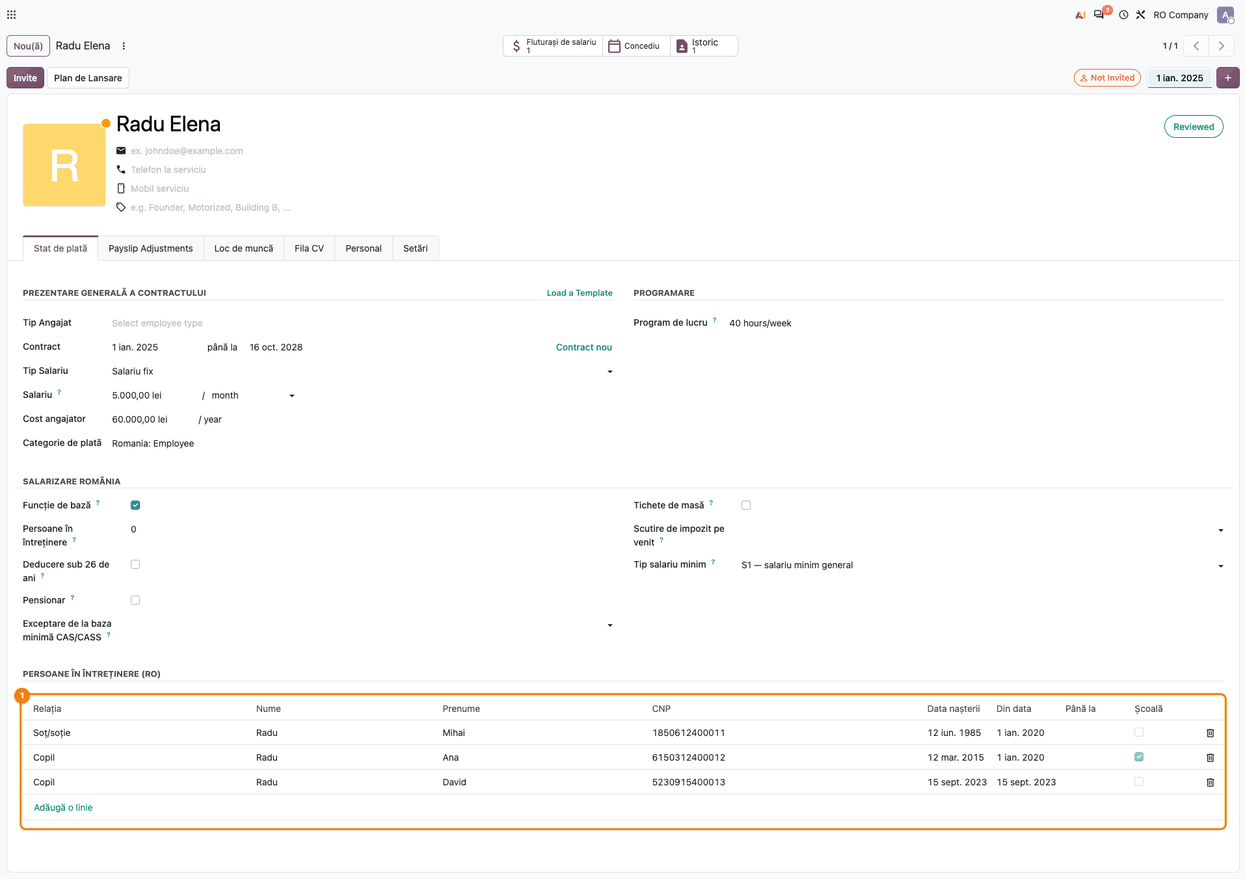 AI
3
RO Company
A
Nou(ă)
Radu Elena
Fluturași de salariu
1
Concediu
Istoric
1
1 / 1
Invite
Plan de Lansare
Not Invited
1 ian. 2025
+
R
Radu Elena
Reviewed
ex. johndoe@example.com
Telefon la serviciu
Mobil serviciu
e.g. Founder, Motorized, Building B, ...
Stat de plată
Payslip Adjustments
Loc de muncă
Fila CV
Personal
Setări
PREZENTARE GENERALĂ A CONTRACTULUI
Load a Template
PROGRAMARE
Tip Angajat
Select employee type
Program de lucru ?
40 hours/week
Contract
1 ian. 2025
până la
16 oct. 2028
Contract nou
Tip Salariu
Salariu fix
Salariu ?
5.000,00 lei
/ month
Cost angajator
60.000,00 lei
/ year
Categorie de plată
Romania: Employee
SALARIZARE ROMÂNIA
Funcție de bază ?
Tichete de masă ?
Persoane în
întreținere ?
0
Scutire de impozit pe
venit ?
Deducere sub 26 de
ani ?
Tip salariu minim ?
S1 — salariu minim general
Pensionar ?
Exceptare de la baza
minimă CAS/CASS ?
PERSOANE ÎN ÎNTREȚINERE (RO)
1
Relația Nume Prenume CNP Data nașterii Din data Până la Școală
Soț/soție Radu Mihai 1850612400011 12 iun. 1985 1 ian. 2020
Copil Radu Ana 6150312400012 12 mar. 2015 1 ian. 2020
Copil Radu David 5230915400013 15 sept. 2023 15 sept. 2023
Adăugă o linie